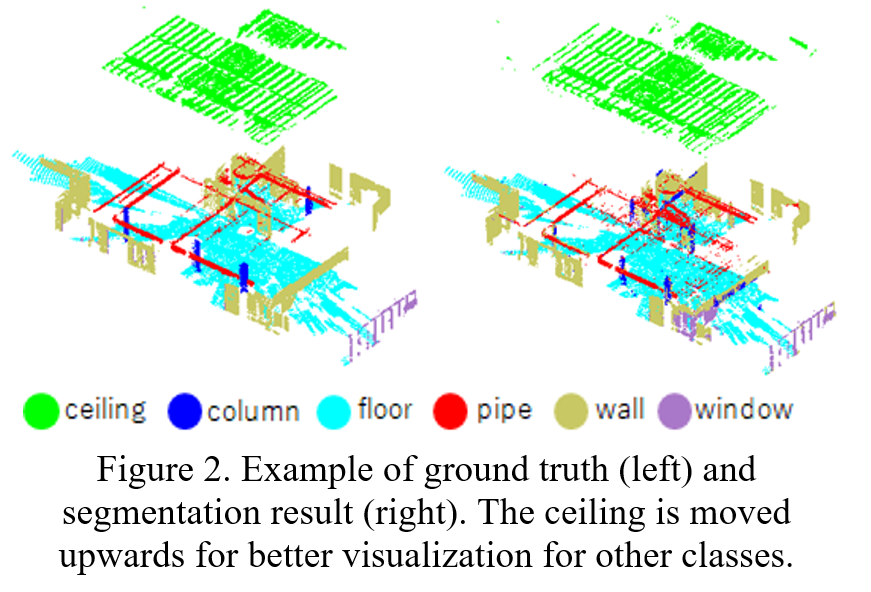 ceiling column floor pipe wall window
Figure 2. Example of ground truth (left) and
segmentation result (right). The ceiling is moved
upwards for better visualization for other classes.